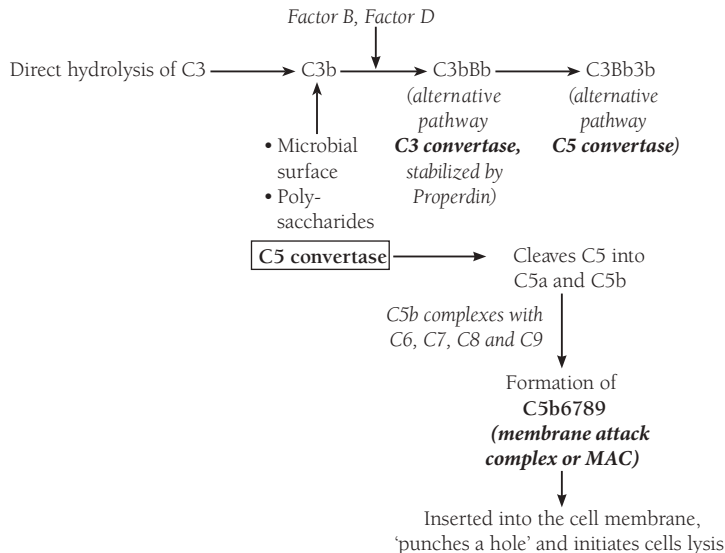 Factor B, Factor D
Direct hydrolysis of C3 C3b C3bBb C3Bb3b
(alternative
pathway
C3 convertase,
stabilized by
Properdin)
(alternative
pathway
C5 convertase)
• Microbial
surface
• Poly-
saccharides
C5 convertase
Cleaves C5 into
C5a and C5b
C5b complexes with
C6, C7, C8 and C9
Formation of
C5b6789
(membrane attack
complex or MAC)
Inserted into the cell membrane,
‘punches a hole’ and initiates cells lysis